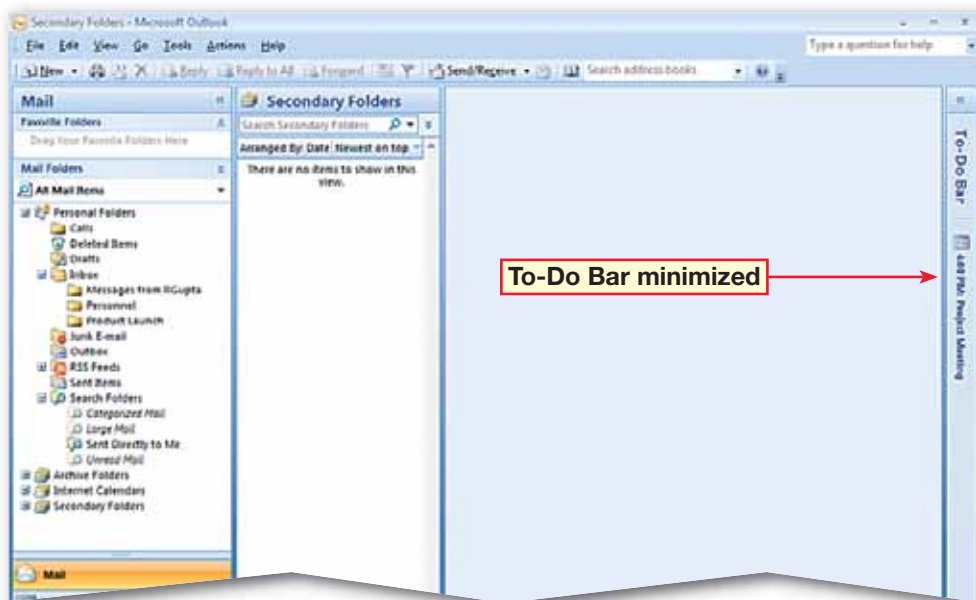 Secondary Folders - Microsoft Outlook
File Edit View Go Tools Actions Help
Type a question for help
New Reply Reply to All Forward Send/Receive Search address books
Mail
Favorite Folders
Drag Your Favorite Folders Here
Mail Folders
All Mail Items
Personal Folders
Calls
Deleted Items
Drafts
Inbox
Messages from RGupta
Personnel
Product Launch
Junk E-mail
Outbox
RSS Feeds
Sent Items
Search Folders
Categorized Mail
Large Mail
Sent Directly to Me
Unread Mail
Archive Folders
Internet Calendars
Secondary Folders
Mail
Secondary Folders
Search Secondary Folders
Arranged By: Date Newest on top
There are no items to show in this
view.
To-Do Bar minimized
To-Do Bar
PM: Project Meeting